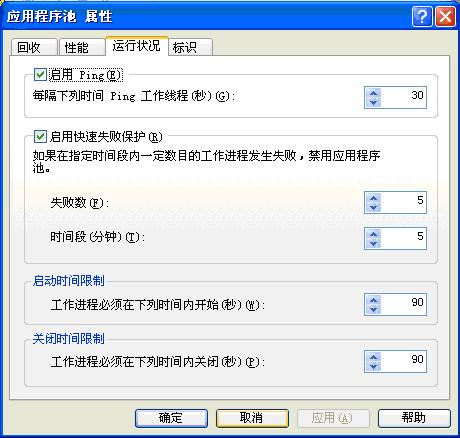 应用程序池 属性
回收 性能 运行状况 标识
启用 Ping(E)
每隔下列时间 Ping 工作线程(秒)(G): 30
启用快速失败保护(R)
如果在指定时间段内一定数目的工作进程发生失败,禁用应用程序
池。
失败数(F): 5
时间段(分钟)(T): 5
启动时间限制
工作进程必须在下列时间内开始(秒)(W): 90
关闭时间限制
工作进程必须在下列时间内关闭(秒)(P): 90
确定 取消 应用(A) 帮助